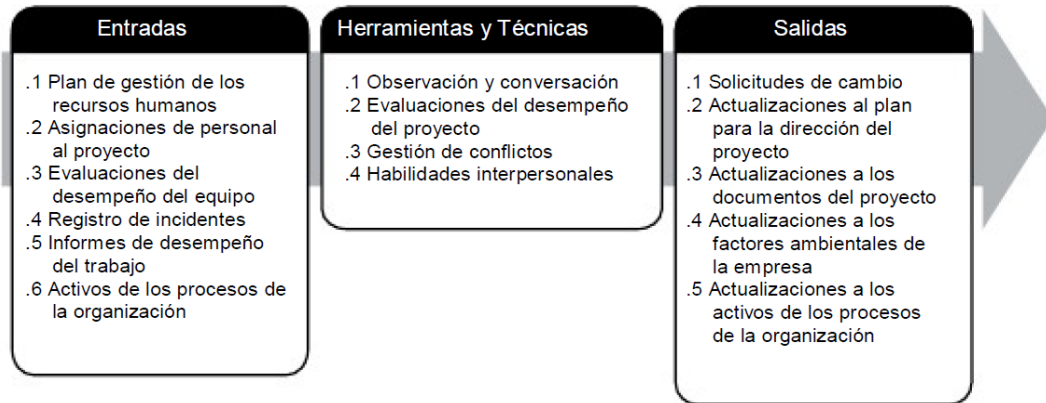 Entradas
.1 Plan de gestión de los
recursos humanos
.2 Asignaciones de personal
al proyecto
.3 Evaluaciones del
desempeño del equipo
.4 Registro de incidentes
.5 Informes de desempeño
del trabajo
.6 Activos de los procesos de
la organización
Herramientas y Técnicas
.1 Observación y conversación
.2 Evaluaciones del desempeño
del proyecto
.3 Gestión de conflictos
.4 Habilidades interpersonales
Salidas
.1 Solicitudes de cambio
.2 Actualizaciones al plan
para la dirección del
proyecto
.3 Actualizaciones a los
documentos del proyecto
.4 Actualizaciones a los
factores ambientales de
la empresa
.5 Actualizaciones a los
activos de los procesos
de la organización